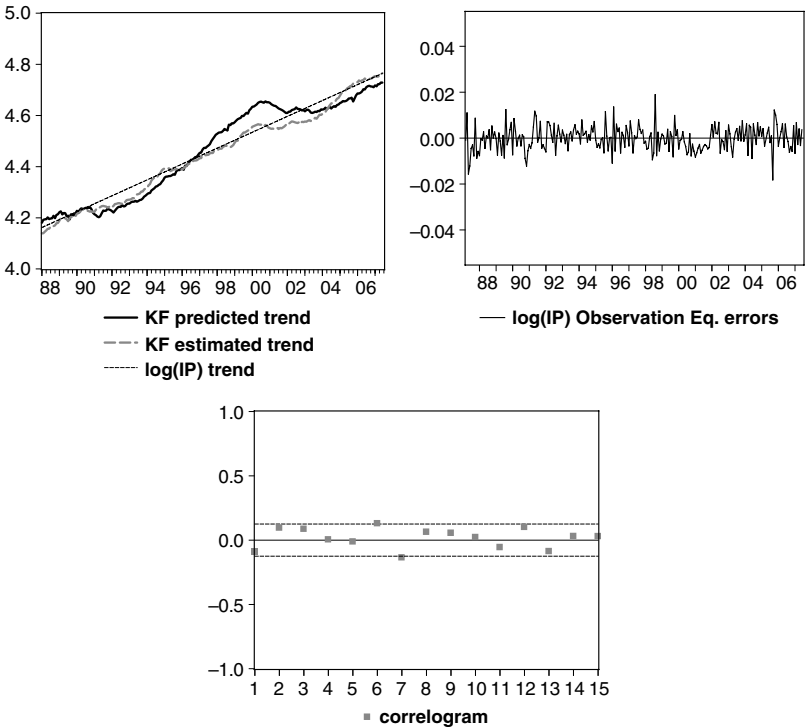 5.0
4.8
4.6
4.4
4.2
4.0
88 90 92 94 96 98 00 02 04 06
KF predicted trend
KF estimated trend
log(IP) trend
0.04
0.02
0.00
−0.02
−0.04
88 90 92 94 96 98 00 02 04 06
log(IP) Observation Eq. errors
1.0
0.5
0.0
−0.5
−1.0
1 2 3 4 5 6 7 8 9 10 11 12 13 14 15
correlogram